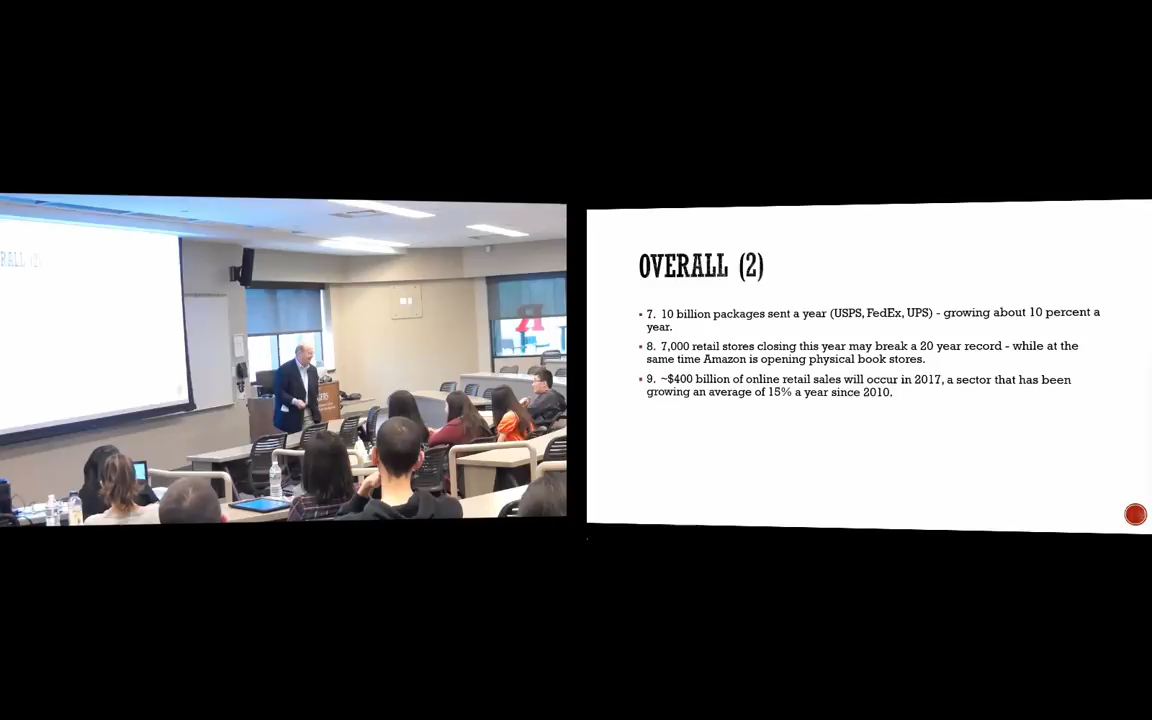 OVERALL (2)
▪ 7. 10 billion packages sent a year (USPS, FedEx, UPS) - growing about 10 percent a
year.
▪ 8. 7,000 retail stores closing this year may break a 20 year record - while at the
same time Amazon is opening physical book stores.
▪ 9. ~$400 billion of online retail sales will occur in 2017, a sector that has been
growing an average of 15% a year since 2010.
RALL (2)
R